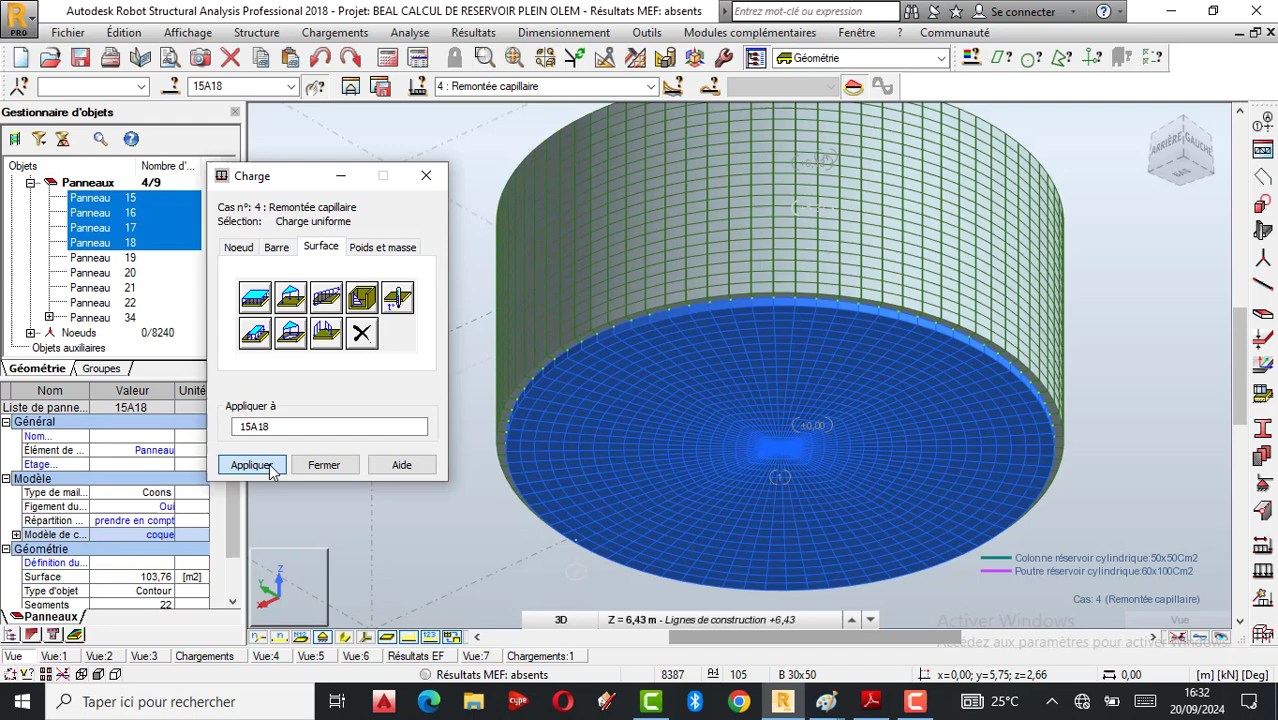 Autodesk Robot Structural Analysis Professional 2018 - Projet: BEAL CALCUL DE RESERVOIR PLEIN OLEM - Résultats MEF: absents
Entrez mot-clé ou expression
Se connecter
PRO
Fichier Édition Affichage Structure Chargements Analyse Résultats Dimensionnement Outils Modules complémentaires Fenêtre ? Communauté
Géométrie
15A18
4 : Remontée capillaire
Gestionnaire d'objets
Objets Nombre d'...
Panneaux 4/9
Panneau 15
Panneau 16
Panneau 17
Panneau 18
Panneau 19
Panneau 20
Panneau 21
Panneau 22
Panneau 34
Noeuds 0/8240
Objets auxiliaires
Géométrie Groupes
Nom Valeur Unité
Liste de panne... 15A18
Général
Nom...
Élément de ... Panneau
Etage...
Modèle
Type de mail... Coons
Figement du... Oui
Répartition ... prendre en compt
Modèle de c... coque
Géométrie
Définition du...
Surface 103,76 [m2]
Type d'objet Contour
Segments 22
Panneaux
Charge
Cas n°: 4 : Remontée capillaire
Sélection: Charge uniforme
Noeud Barre Surface Poids et masse
Appliquer à
15A18
Appliquer Fermer Aide
ARRIÈRE GAUCHE
BAS
±0,00
Z
Y
X
Colonne réservoir cylindrique:50x50Cm2
Poutre réservoir cylindrique:60x100Cm2
Cas: 4 (Remontée capillaire)
Activer Windows
Accédez aux paramètres pour activer Windows.
Vue
3D Z = 6,43 m - Lignes de construction +6,43
Vue Vue:1 Vue:2 Vue:3 Chargements Vue:4 Vue:5 Vue:6 Résultats EF Vue:7 Chargements:1
Résultats MEF: absents 8387 105 B 30x50 x=0,00; y=5,75; z=2,66 0,00 [m] [kN] [Deg]
Taper ici pour rechercher
25°C
16:32
20/09/2024